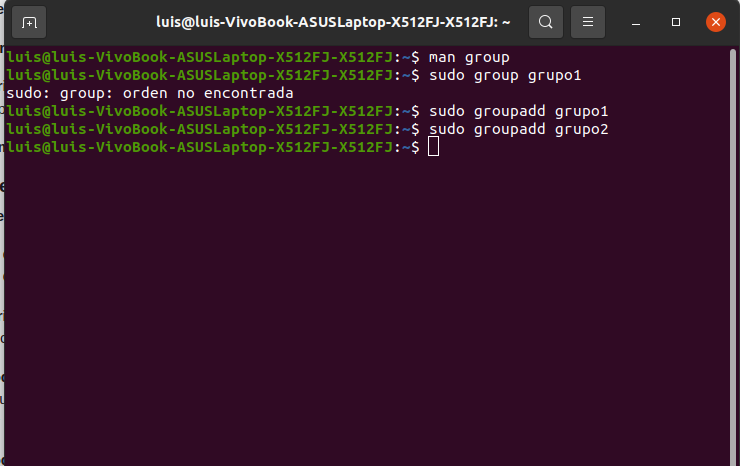 luis@luis-VivoBook-ASUSLaptop-X512FJ-X512FJ: ~
luis@luis-VivoBook-ASUSLaptop-X512FJ-X512FJ:~$ man group
luis@luis-VivoBook-ASUSLaptop-X512FJ-X512FJ:~$ sudo group grupo1
sudo: group: orden no encontrada
luis@luis-VivoBook-ASUSLaptop-X512FJ-X512FJ:~$ sudo groupadd grupo1
luis@luis-VivoBook-ASUSLaptop-X512FJ-X512FJ:~$ sudo groupadd grupo2
luis@luis-VivoBook-ASUSLaptop-X512FJ-X512FJ:~$